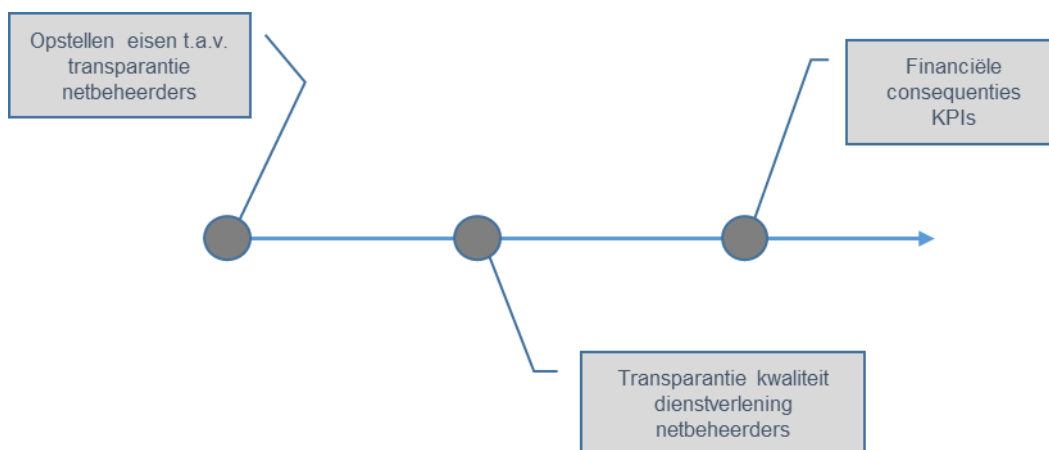 Opstellen eisen t.a.v.
transparantie
netbeheerders
Financiële
consequenties
KPIs
Transparantie kwaliteit
dienstverlening
netbeheerders